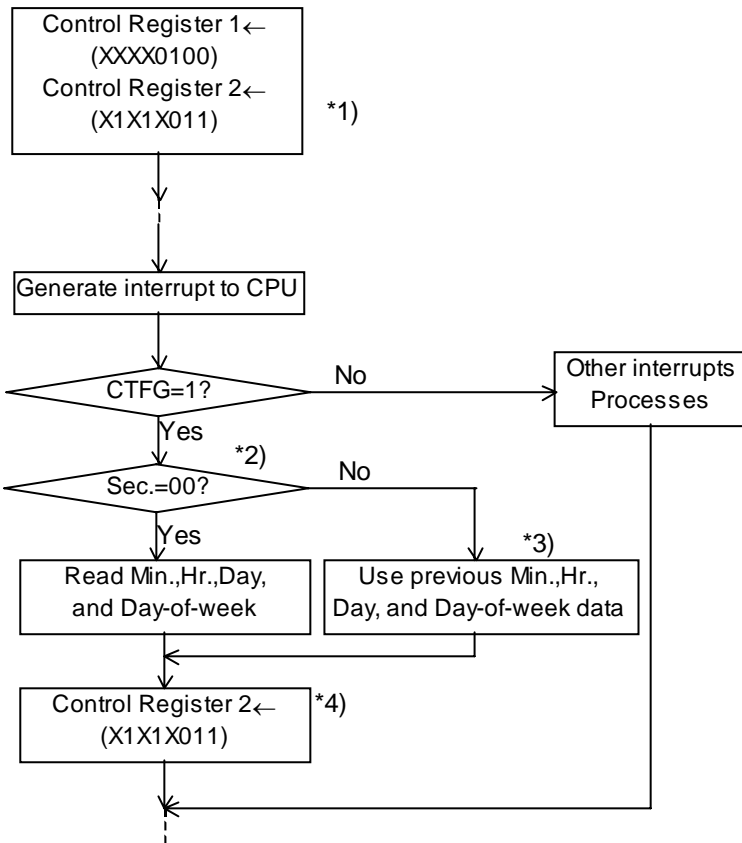 Control Register 1←
(XXXX0100)
Control Register 2←
(X1X1X011)
*1)
Generate interrupt to CPU
CTFG=1?
No
Other interrupts
Processes
Yes
*2)
Sec.=00?
No
Yes
*3)
Read Min.,Hr.,Day,
and Day-of-week
Use previous Min.,Hr.,
Day, and Day-of-week data
Control Register 2←
(X1X1X011)
*4)